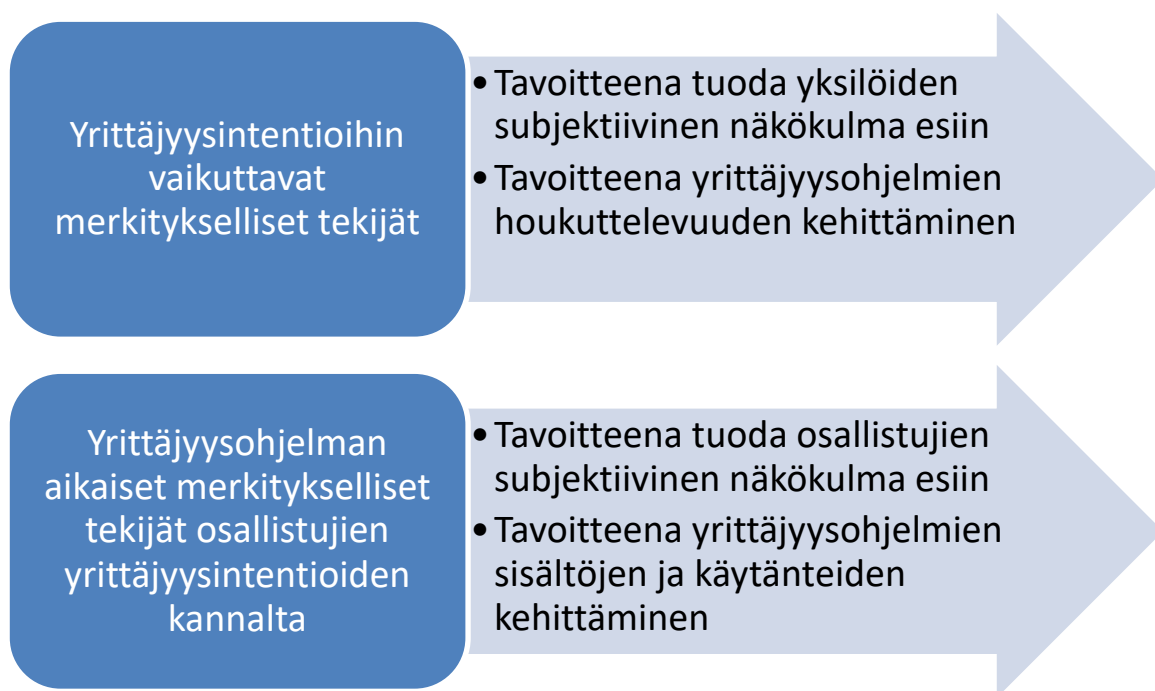 Yrittäjyysintentioihin
vaikuttavat
merkitykselliset tekijät
• Tavoitteena tuoda yksilöiden
subjektiivinen näkökulma esiin
• Tavoitteena yrittäjyysohjelmien
houkuttelevuuden kehittäminen
Yrittäjyysohjelman
aikaiset merkitykselliset
tekijät osallistujien
yrittäjyysintentioiden
kannalta
• Tavoitteena tuoda osallistujien
subjektiivinen näkökulma esiin
• Tavoitteena yrittäjyysohjelmien
sisältöjen ja käytänteiden
kehittäminen